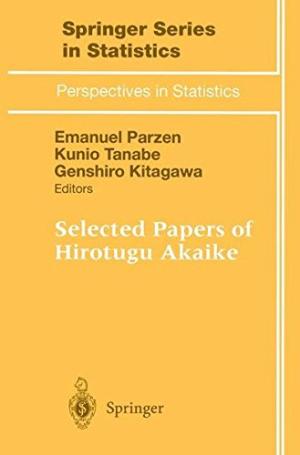 Springer Series
in Statistics
Perspectives in Statistics
Emanuel Parzen
Kunio Tanabe
Genshiro Kitagawa
Editors
Selected Papers of
Hirotugu Akaike
Springer